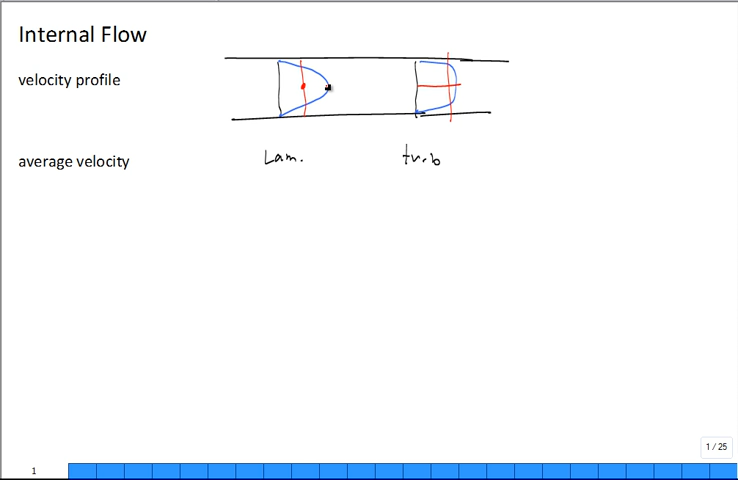 Internal Flow
velocity profile
average velocity
Lam.
turb
1 / 25
1